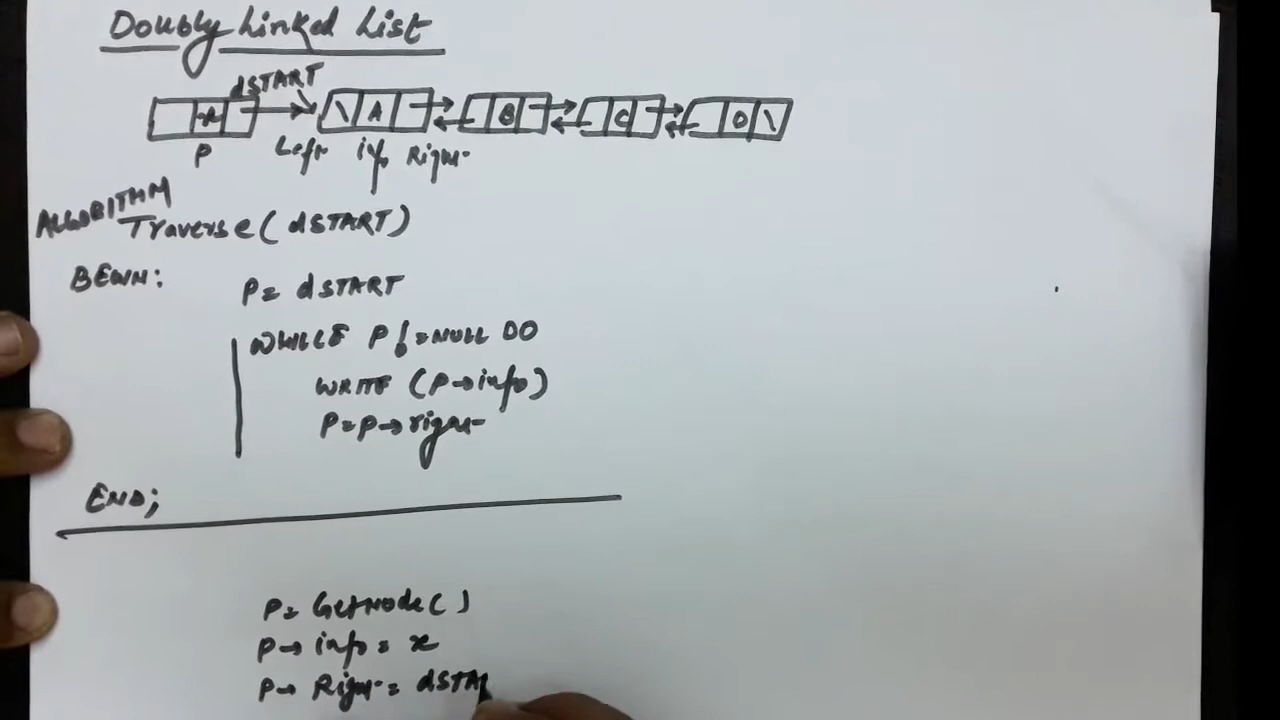 Doubly Linked List
dSTART
\ A B C D \
x
P Left info Right
ALGORITHM
Traverse(dSTART)
BEGIN:
P = dSTART
WHILE P != NULL DO
WRITE (P→info)
P=P→right
END;
P= GetNode()
P→ info = x
P→ Right = dSTAR